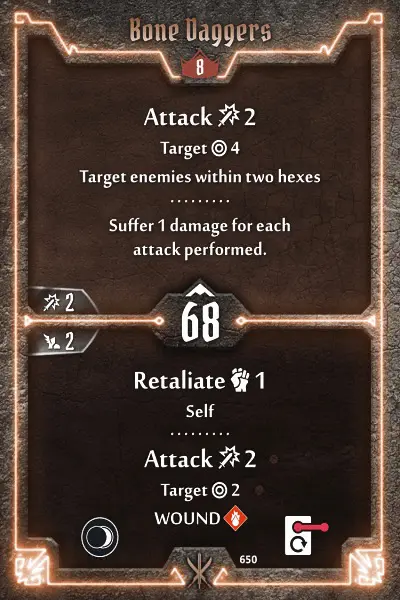 Bone Daggers
8
Attack 2
Target 4
Target enemies within two hexes
Suffer 1 damage for each
attack performed.
2
68
2
Retaliate 1
Self
Attack 2
Target 2
WOUND
650